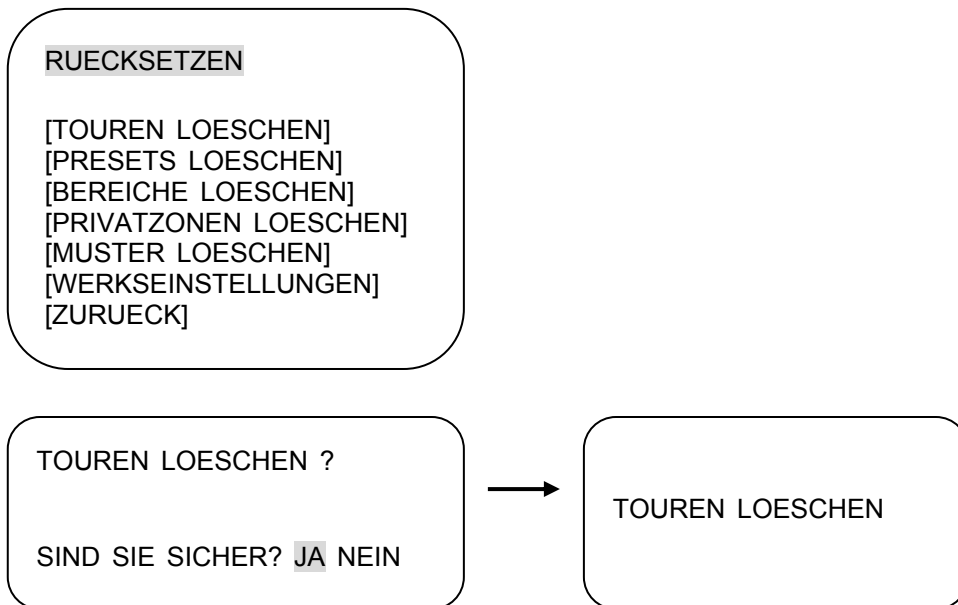 RUECKSETZEN
[TOUREN LOESCHEN]
[PRESETS LOESCHEN]
[BEREICHE LOESCHEN]
[PRIVATZONEN LOESCHEN]
[MUSTER LOESCHEN]
[WERKSEINSTELLUNGEN]
[ZURUECK]
TOUREN LOESCHEN ?
SIND SIE SICHER? JA NEIN
TOUREN LOESCHEN